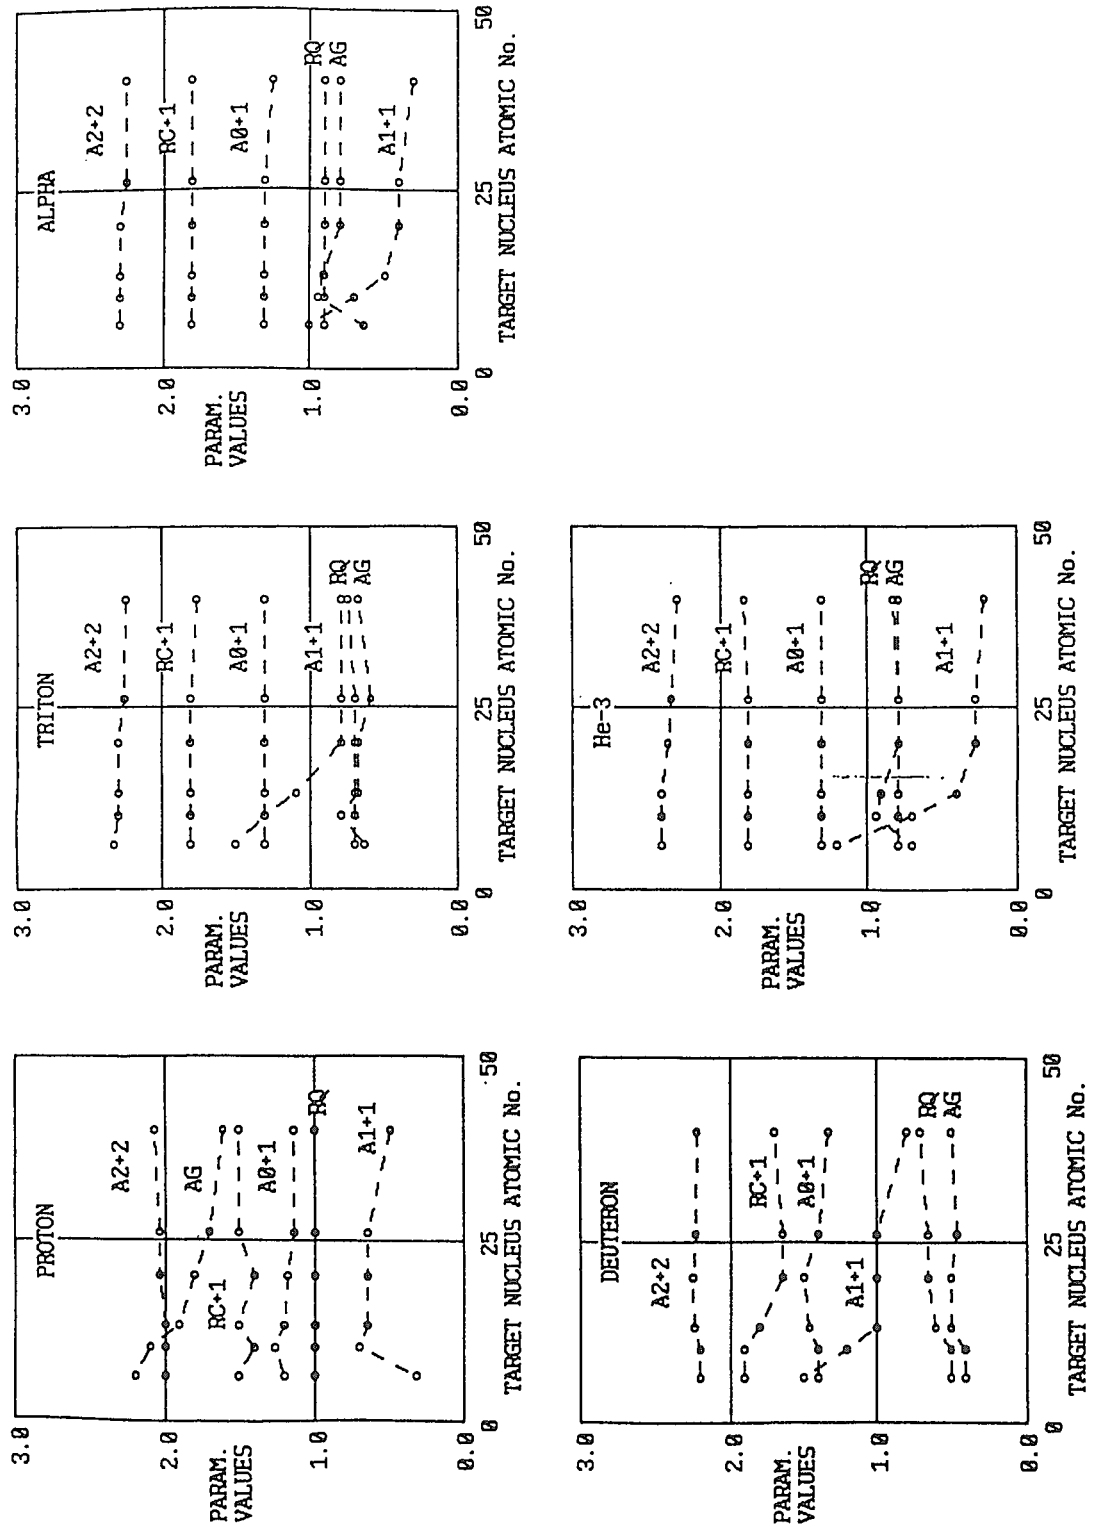 ALPHA
3.0
2.0
PARAM.
VALUES
1.0
0.0
A2+2
RC+1
A0+1
RQ
AG
A1+1
0
25
50
TARGET NUCLEUS ATOMIC No.
TRITON
3.0
2.0
PARAM.
VALUES
1.0
0.0
A2+2
RC+1
A0+1
A1+1
RQ
AG
0
25
50
TARGET NUCLEUS ATOMIC No.
He-3
3.0
2.0
PARAM.
VALUES
1.0
0.0
A2+2
RC+1
A0+1
RQ
AG
A1+1
0
25
50
TARGET NUCLEUS ATOMIC No.
PROTON
3.0
2.0
PARAM.
VALUES
1.0
0.0
A2+2
AG
RC+1
A0+1
RQ
A1+1
0
25
50
TARGET NUCLEUS ATOMIC No.
DEUTERON
3.0
2.0
PARAM.
VALUES
1.0
0.0
A2+2
RC+1
A0+1
A1+1
RQ
AG
0
25
50
TARGET NUCLEUS ATOMIC No.